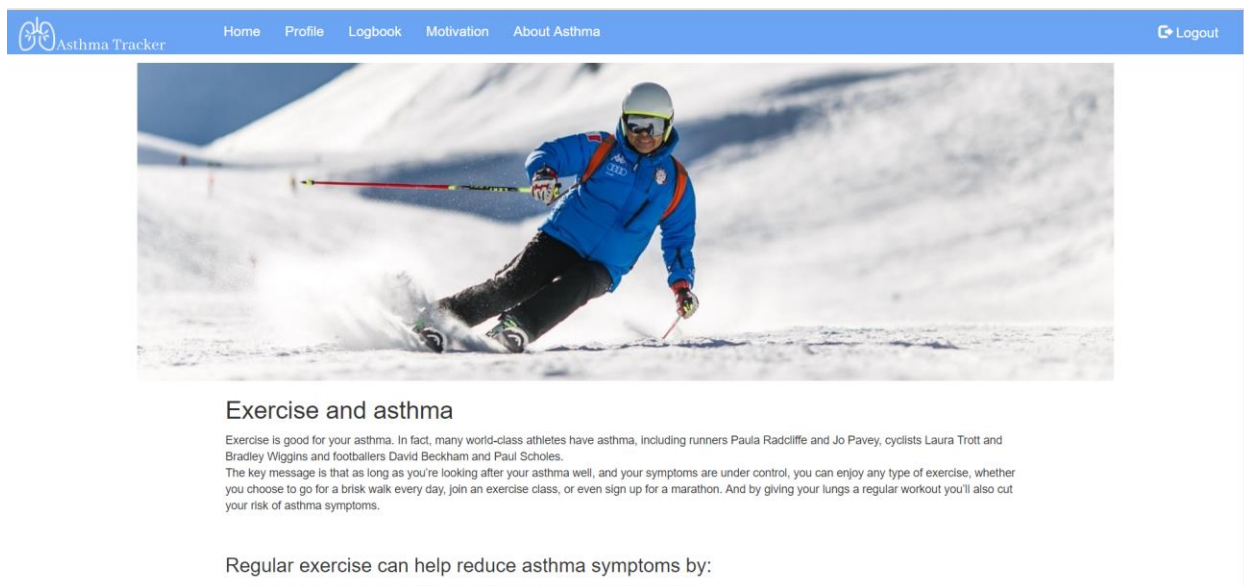 Asthma Tracker
Home Profile Logbook Motivation About Asthma
Logout
Exercise and asthma
Exercise is good for your asthma. In fact, many world-class athletes have asthma, including runners Paula Radcliffe and Jo Pavey, cyclists Laura Trott and
Bradley Wiggins and footballers David Beckham and Paul Scholes.
The key message is that as long as you're looking after your asthma well, and your symptoms are under control, you can enjoy any type of exercise, whether
you choose to go for a brisk walk every day, join an exercise class, or even sign up for a marathon. And by giving your lungs a regular workout you'll also cut
your risk of asthma symptoms.
Regular exercise can help reduce asthma symptoms by: